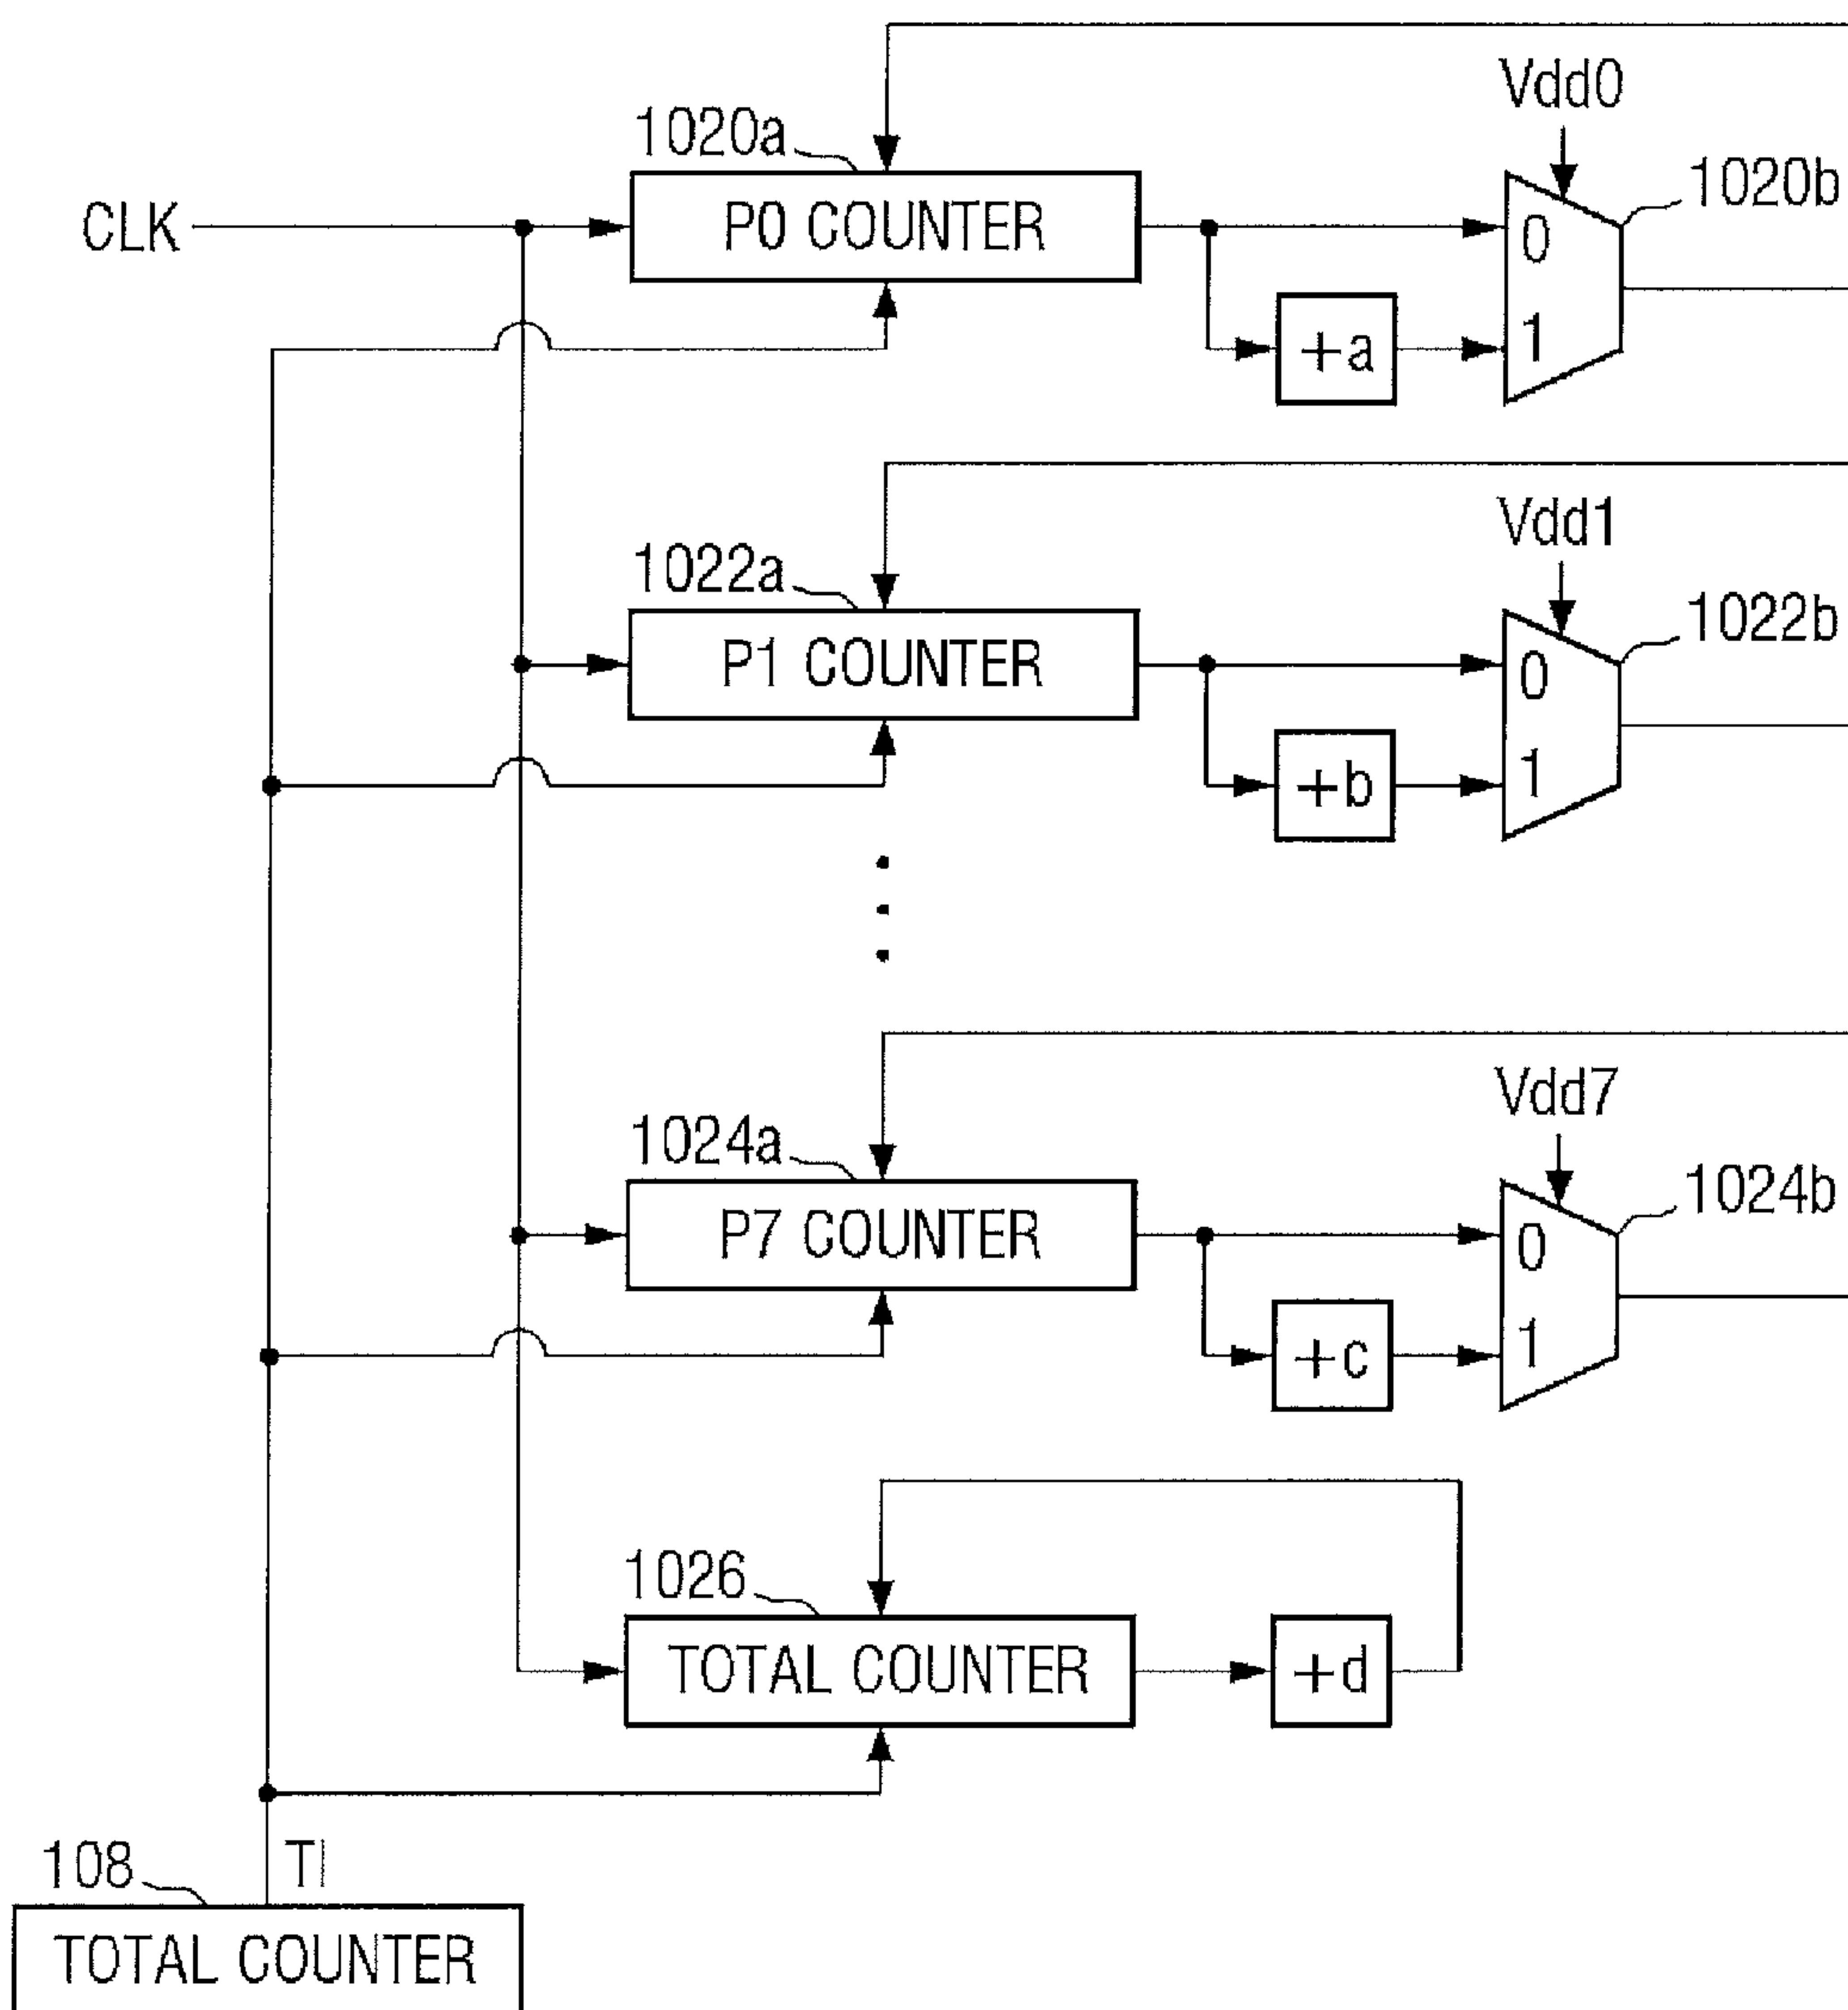 Vdd0
1020a
1020b
CLK
P0 COUNTER
0
+a
1
Vdd1
1022a
1022b
P1 COUNTER
0
+b
1
Vdd7
1024a
1024b
P7 COUNTER
0
+c
1
1026
TOTAL COUNTER
+d
108
TI
TOTAL COUNTER